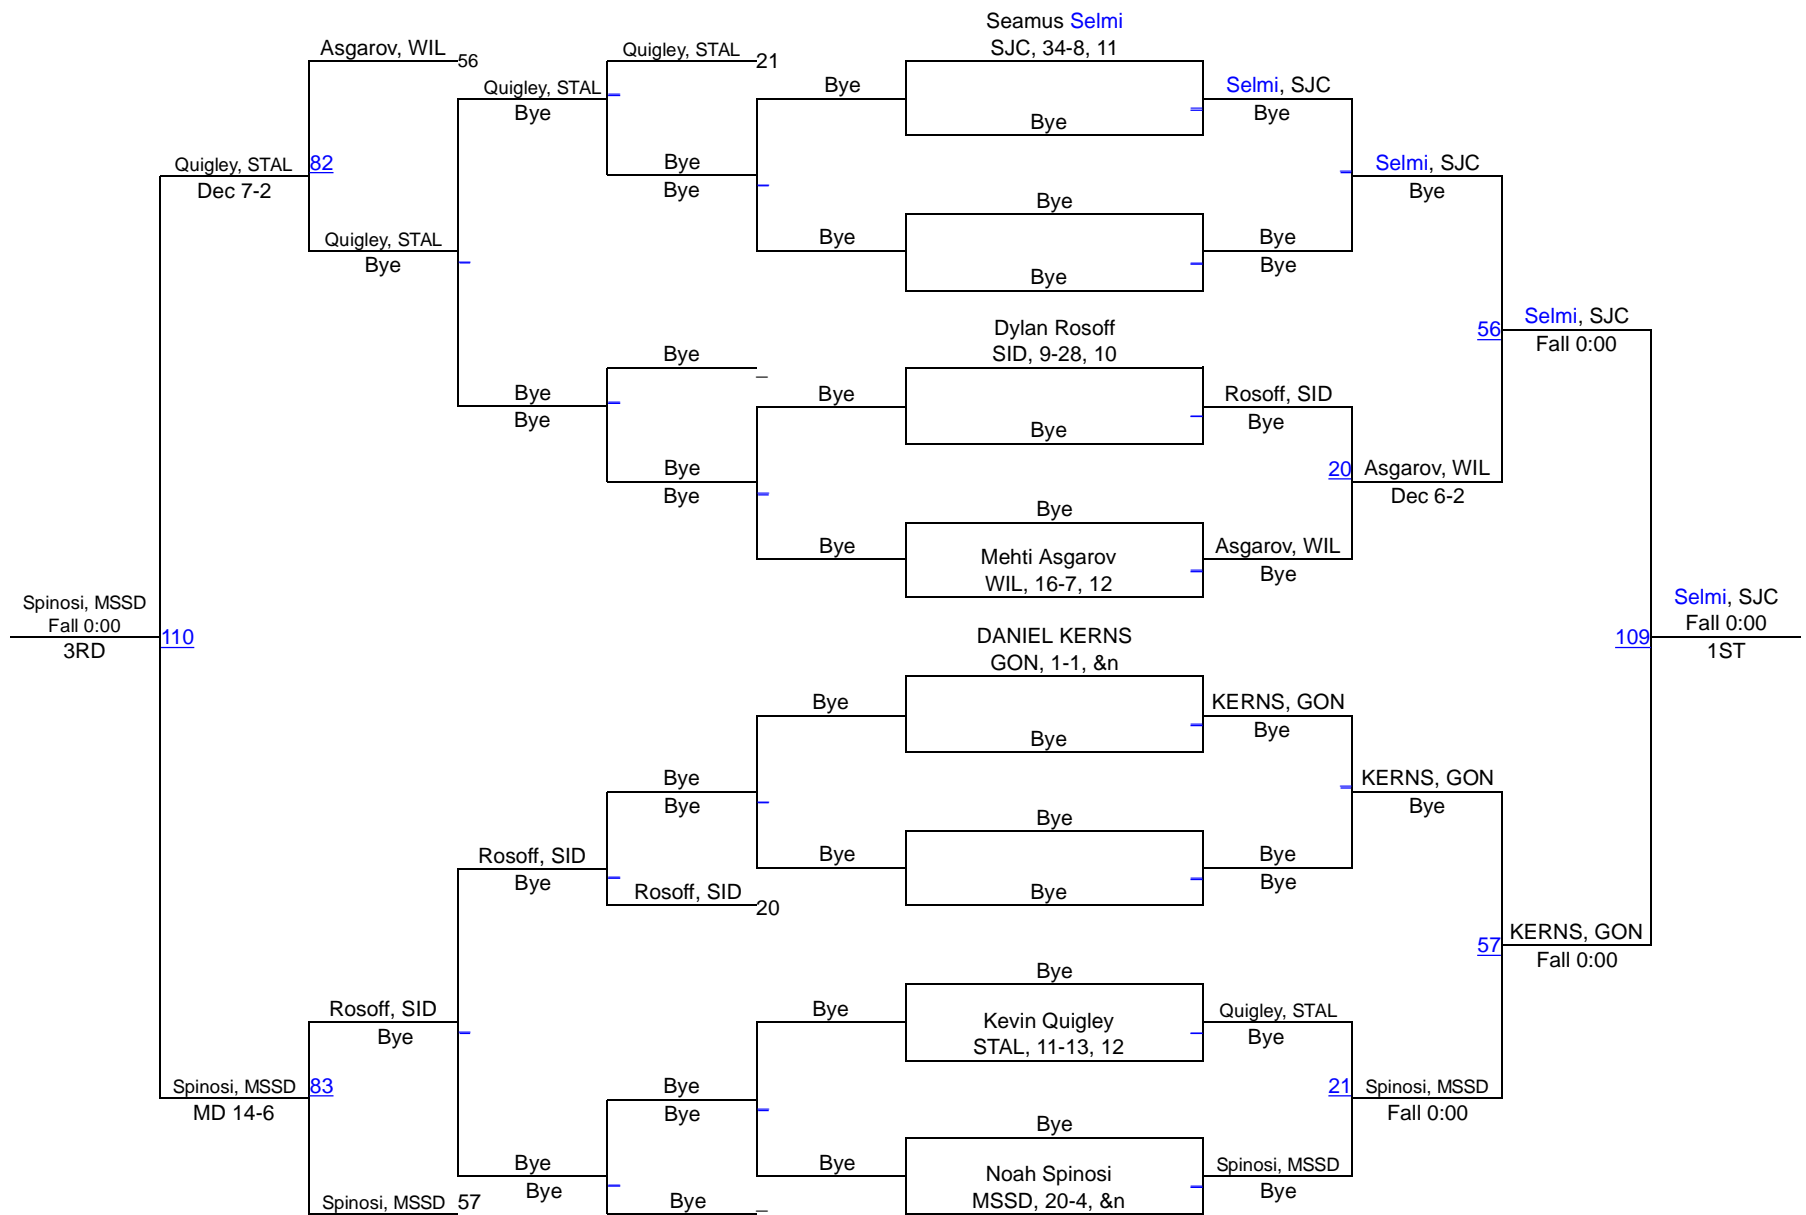 Seamus Selmi
SJC, 34-8, 11
Asgarov, WIL
56
Quigley, STAL
21
Quigley, STAL
Bye
Bye
Selmi, SJC
Bye
Bye
Quigley, STAL
82
Dec 7-2
Bye
Bye
Selmi, SJC
Bye
Bye
Quigley, STAL
Bye
Bye
Bye
Bye
Bye
Dylan Rosoff
SID, 9-28, 10
56
Selmi, SJC
Fall 0:00
Bye
_
Bye
Bye
Bye
Rosoff, SID
Bye
Bye
Bye
Bye
20
Asgarov, WIL
Dec 6-2
Bye
Bye
Mehti Asgarov
WIL, 16-7, 12
Asgarov, WIL
Bye
Spinosi, MSSD
Fall 0:00
3RD
110
DANIEL KERNS
GON, 1-1, &n
109
Selmi, SJC
Fall 0:00
1ST
Bye
Bye
KERNS, GON
Bye
Bye
Bye
KERNS, GON
Bye
Rosoff, SID
Bye
Bye
Bye
Bye
Bye
Bye
Rosoff, SID
20
57
KERNS, GON
Fall 0:00
Bye
Rosoff, SID
Bye
Bye
Kevin Quigley
STAL, 11-13, 12
Quigley, STAL
Bye
Spinosi, MSSD
83
MD 14-6
Bye
Bye
21
Spinosi, MSSD
Fall 0:00
Bye
Bye
Bye
Bye
Noah Spinosi
MSSD, 20-4, &n
Spinosi, MSSD
Bye
Spinosi, MSSD
57
Bye
_